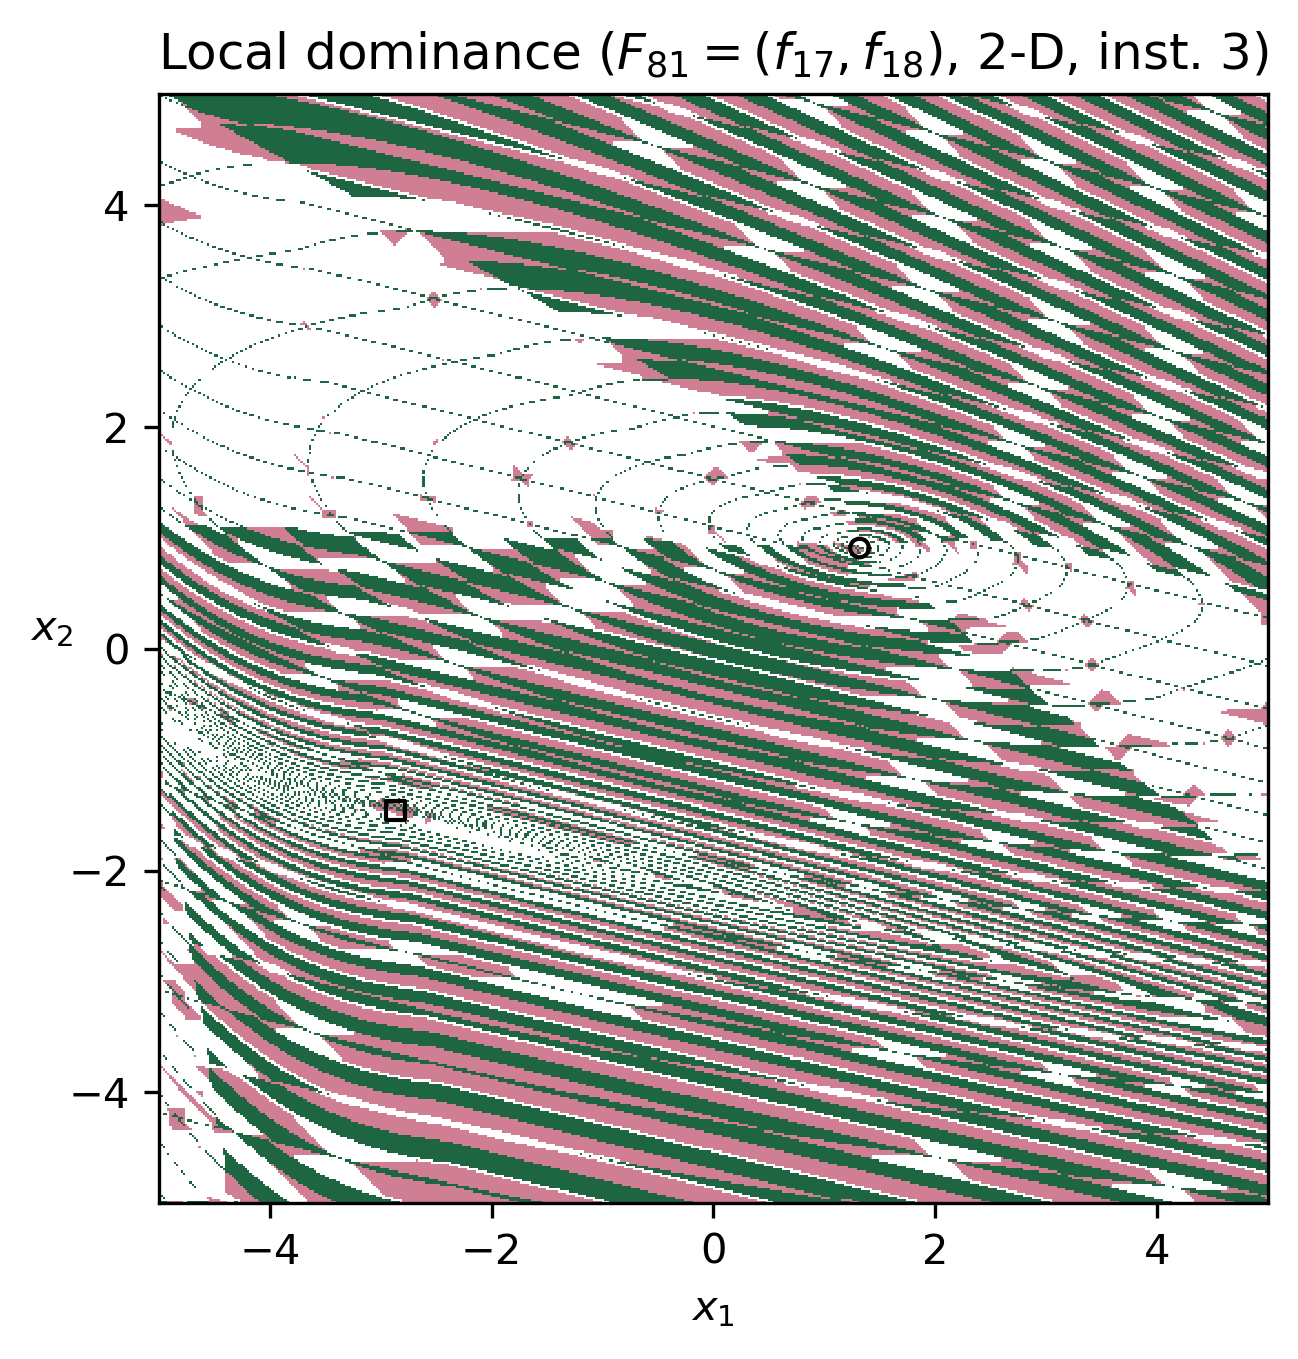 Local dominance (F₈₁ = (f₁₇, f₁₈), 2-D, inst. 3)
4
2
x₂
0
−2
−4
−4 −2 0 2 4
x₁